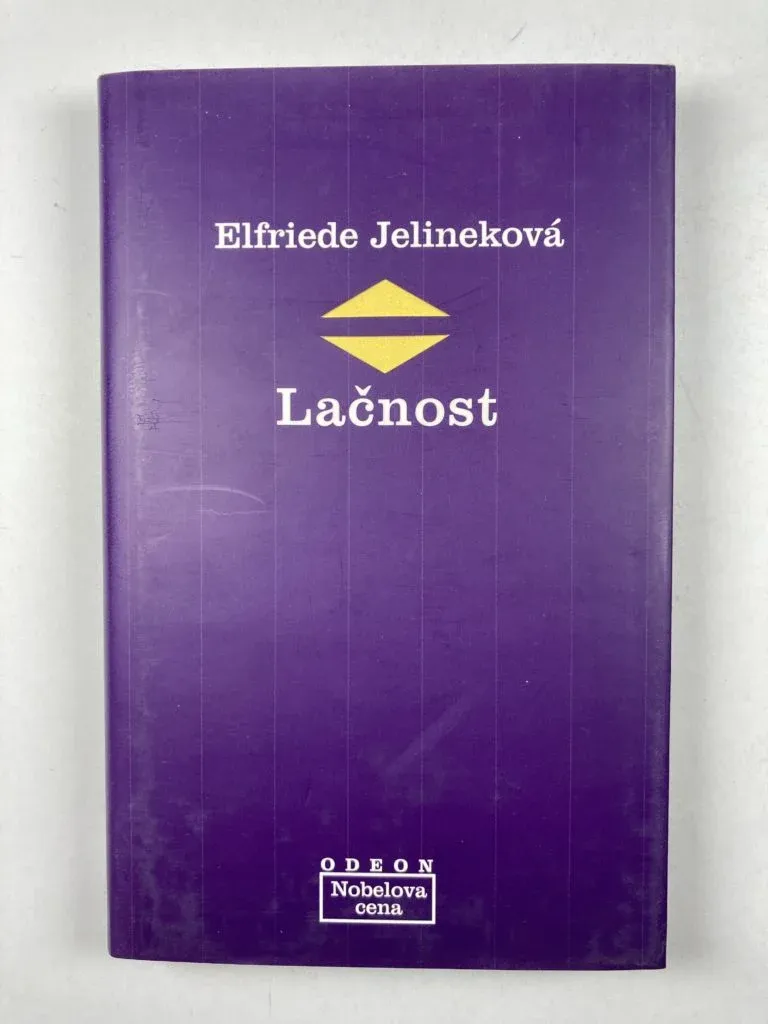 Elfriede Jelineková
Lačnost
ODEON
Nobelova
cena